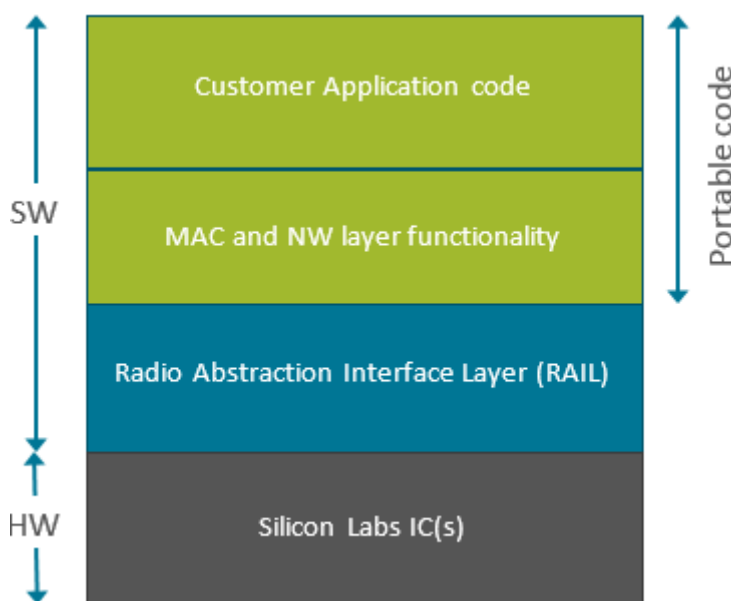 Customer Application code
MAC and NW layer functionality
Radio Abstraction Interface Layer (RAIL)
Silicon Labs IC(s)
SW
HW
Portable code